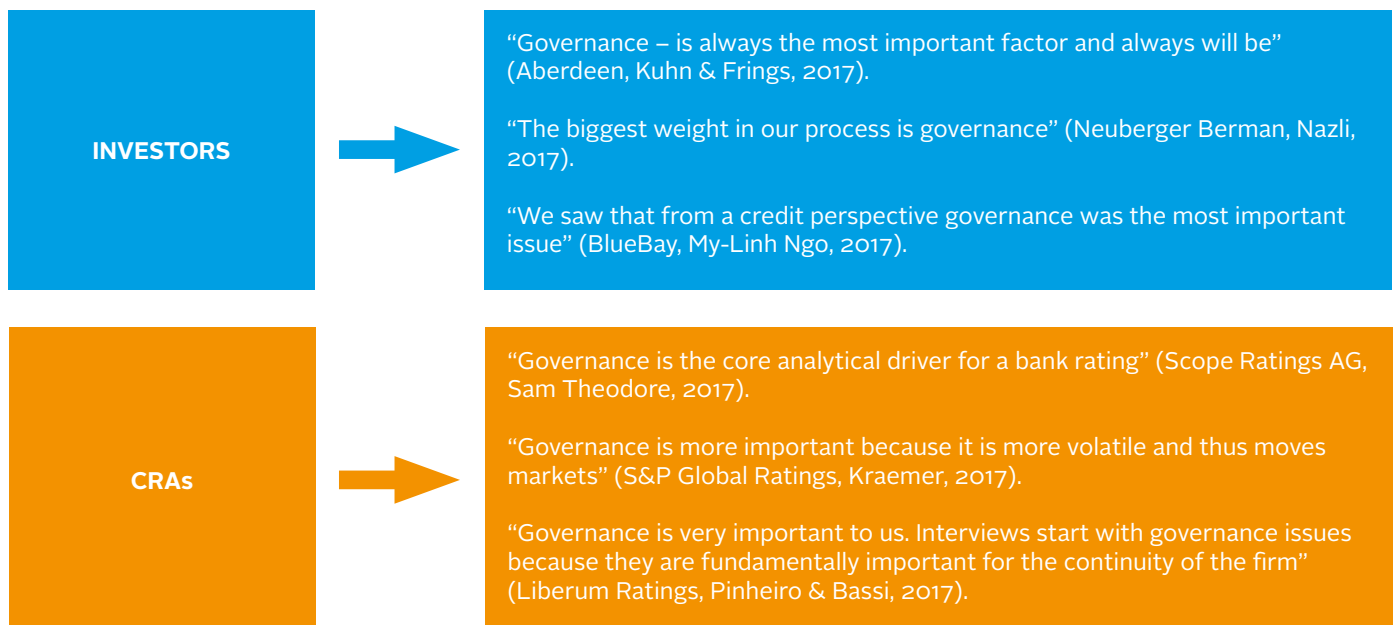 INVESTORS
“Governance – is always the most important factor and always will be”
(Aberdeen, Kuhn & Frings, 2017).
“The biggest weight in our process is governance” (Neuberger Berman, Nazli,
2017).
“We saw that from a credit perspective governance was the most important
issue” (BlueBay, My-Linh Ngo, 2017).
CRAs
“Governance is the core analytical driver for a bank rating” (Scope Ratings AG,
Sam Theodore, 2017).
“Governance is more important because it is more volatile and thus moves
markets” (S&P Global Ratings, Kraemer, 2017).
“Governance is very important to us. Interviews start with governance issues
because they are fundamentally important for the continuity of the firm”
(Liberum Ratings, Pinheiro & Bassi, 2017).